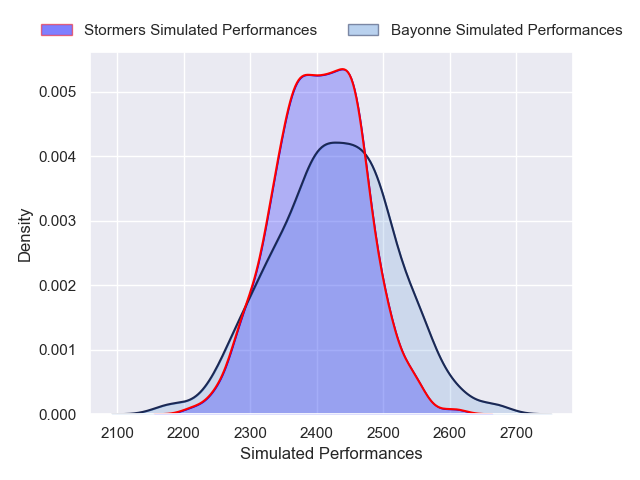 Stormers Simulated Performances
Bayonne Simulated Performances
0.005
0.004
0.003
0.002
0.001
0.000
Density
2100 2200 2300 2400 2500 2600 2700
Simulated Performances